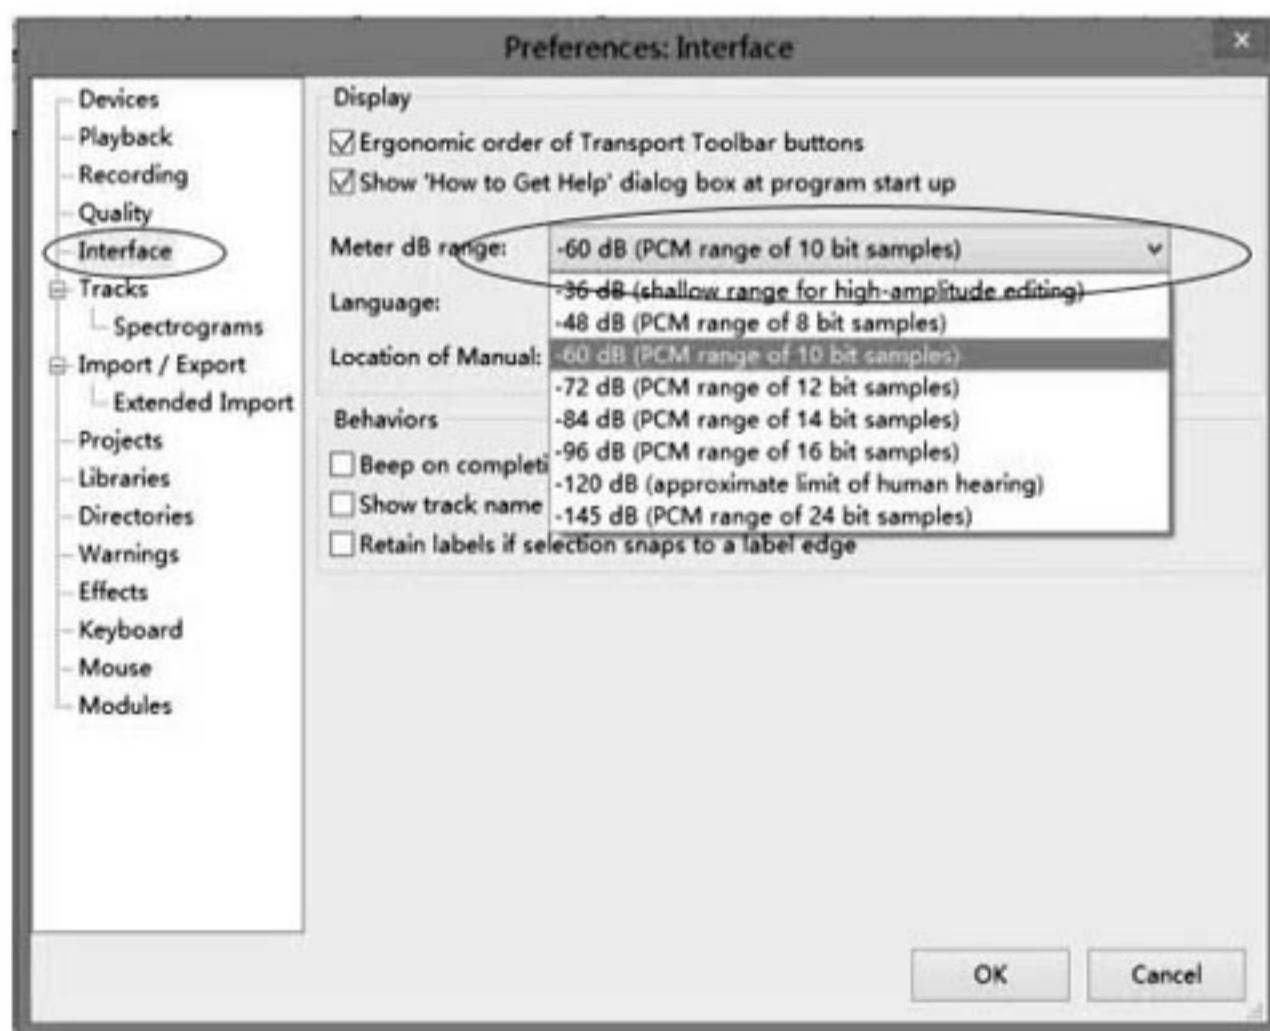 Preferences: Interface
Devices
Playback
Recording
Quality
Interface
Tracks
Spectrograms
Import / Export
Extended Import
Projects
Libraries
Directories
Warnings
Effects
Keyboard
Mouse
Modules
Display
Ergonomic order of Transport Toolbar buttons
Show 'How to Get Help' dialog box at program start up
Meter dB range:
-60 dB (PCM range of 10 bit samples)
-36 dB (shallow range for high-amplitude editing)
Language:
-48 dB (PCM range of 8 bit samples)
Location of Manual:
-60 dB (PCM range of 10 bit samples)
-72 dB (PCM range of 12 bit samples)
-84 dB (PCM range of 14 bit samples)
-96 dB (PCM range of 16 bit samples)
-120 dB (approximate limit of human hearing)
-145 dB (PCM range of 24 bit samples)
Behaviors
Beep on completi
Show track name
Retain labels if selection snaps to a label edge
OK
Cancel